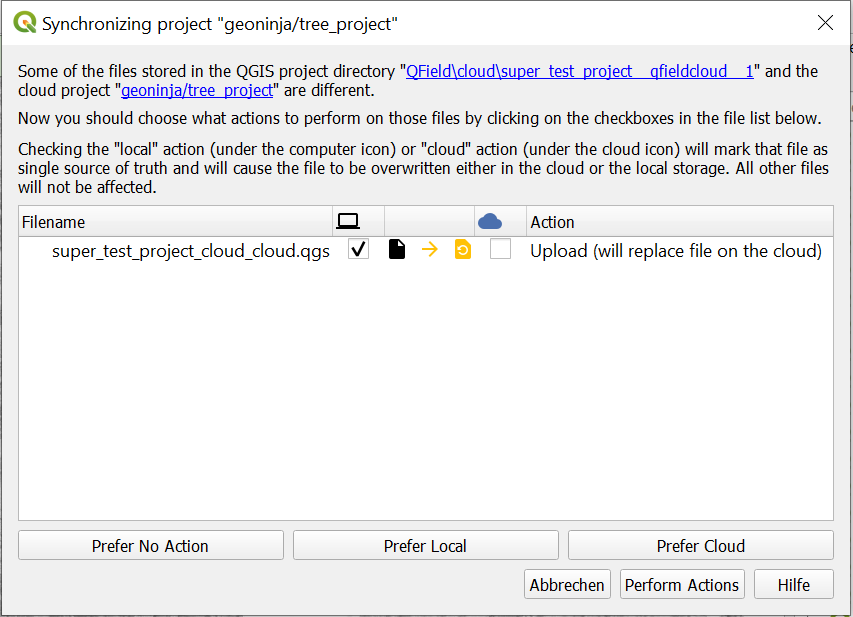 Synchronizing project "geoninja/tree_project"
Some of the files stored in the QGIS project directory "QField\cloud\super_test_project__qfieldcloud__1" and the
cloud project "geoninja/tree_project" are different.
Now you should choose what actions to perform on those files by clicking on the checkboxes in the file list below.
Checking the "local" action (under the computer icon) or "cloud" action (under the cloud icon) will mark that file as
single source of truth and will cause the file to be overwritten either in the cloud or the local storage. All other files
will not be affected.
Filename Action
super_test_project_cloud_cloud.qgs Upload (will replace file on the cloud)
Prefer No Action Prefer Local Prefer Cloud
Abbrechen Perform Actions Hilfe